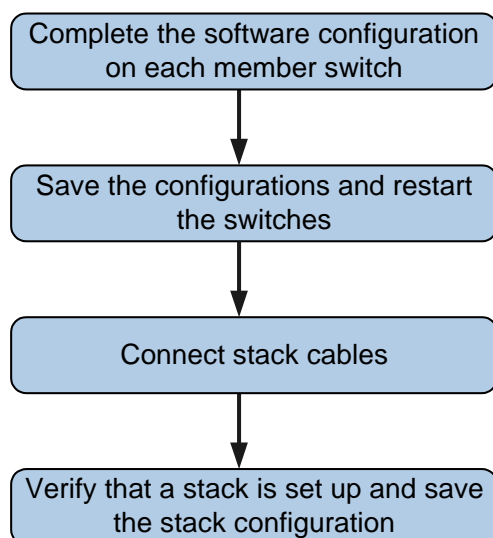 Complete the software configuration
on each member switch
Save the configurations and restart
the switches
Connect stack cables
Verify that a stack is set up and save
the stack configuration